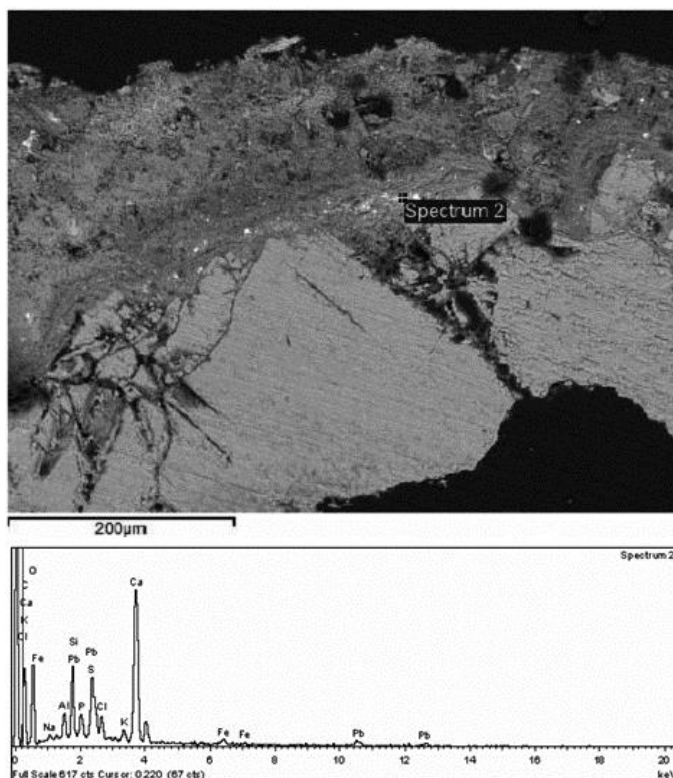 Spectrum 2
200µm
Spectrum 2
O
C
Ca
K
Cl
Fe
Na
Al
Si
Pb
P
Pb
S
Cl
K
Ca
Fe
Fe
Pb
Pb
0 2 4 6 8 10 12 14 16 18 20
Full Scale 617 cts Cursor: 0.220 (67 cts) keV